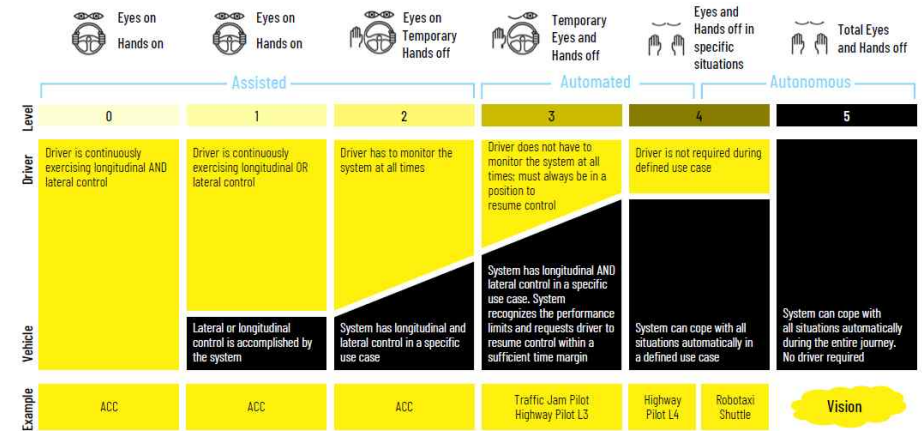 Eyes on
Hands on
Eyes on
Hands on
Eyes on
Temporary
Hands off
Temporary
Eyes and
Hands off
Eyes and
Hands off in
specific
situations
Total Eyes
and Hands off
Assisted
Automated
Autonomous
Level
0
1
2
3
4
5
Driver
Driver is continuously
exercising longitudinal AND
lateral control
Driver is continuously
exercising longitudinal OR
lateral control
Driver has to monitor the
system at all times
Driver does not have to
monitor the system at all
times; must always be in a
position to
resume control
Driver is not required during
defined use case
Vehicle
Lateral or longitudinal
control is accomplished by
the system
System has longitudinal and
lateral control in a specific
use case
System has longitudinal AND
lateral control in a specific
use case. System
recognizes the performance
limits and requests driver to
resume control within a
sufficient time margin
System can cope with all
situations automatically in
a defined use case
System can cope with
all situations automatically
during the entire journey.
No driver required
Example
ACC
ACC
ACC
Traffic Jam Pilot
Highway Pilot L3
Highway
Pilot L4
Robotaxi
Shuttle
Vision